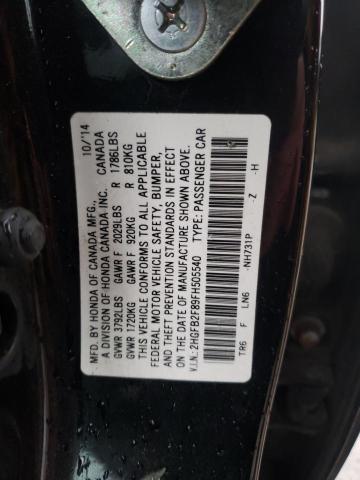 MFD. BY HONDA OF CANADA MFG., 10/'14
A DIVISION OF HONDA CANADA INC. CANADA
GVWR 3792LBS GAWR F 2029LBS R 1786LBS
GVWR 1720KG GAWR F 920KG R 810KG
THIS VEHICLE CONFORMS TO ALL APPLICABLE
FEDERAL MOTOR VEHICLE SAFETY, BUMPER,
AND THEFT PREVENTION STANDARDS IN EFFECT
ON THE DATE OF MANUFACTURE SHOWN ABOVE.
V.I.N.: 2HGFB2F89FH505540 TYPE: PASSENGER CAR
TR6 F LN6 -NH731P -Z -H